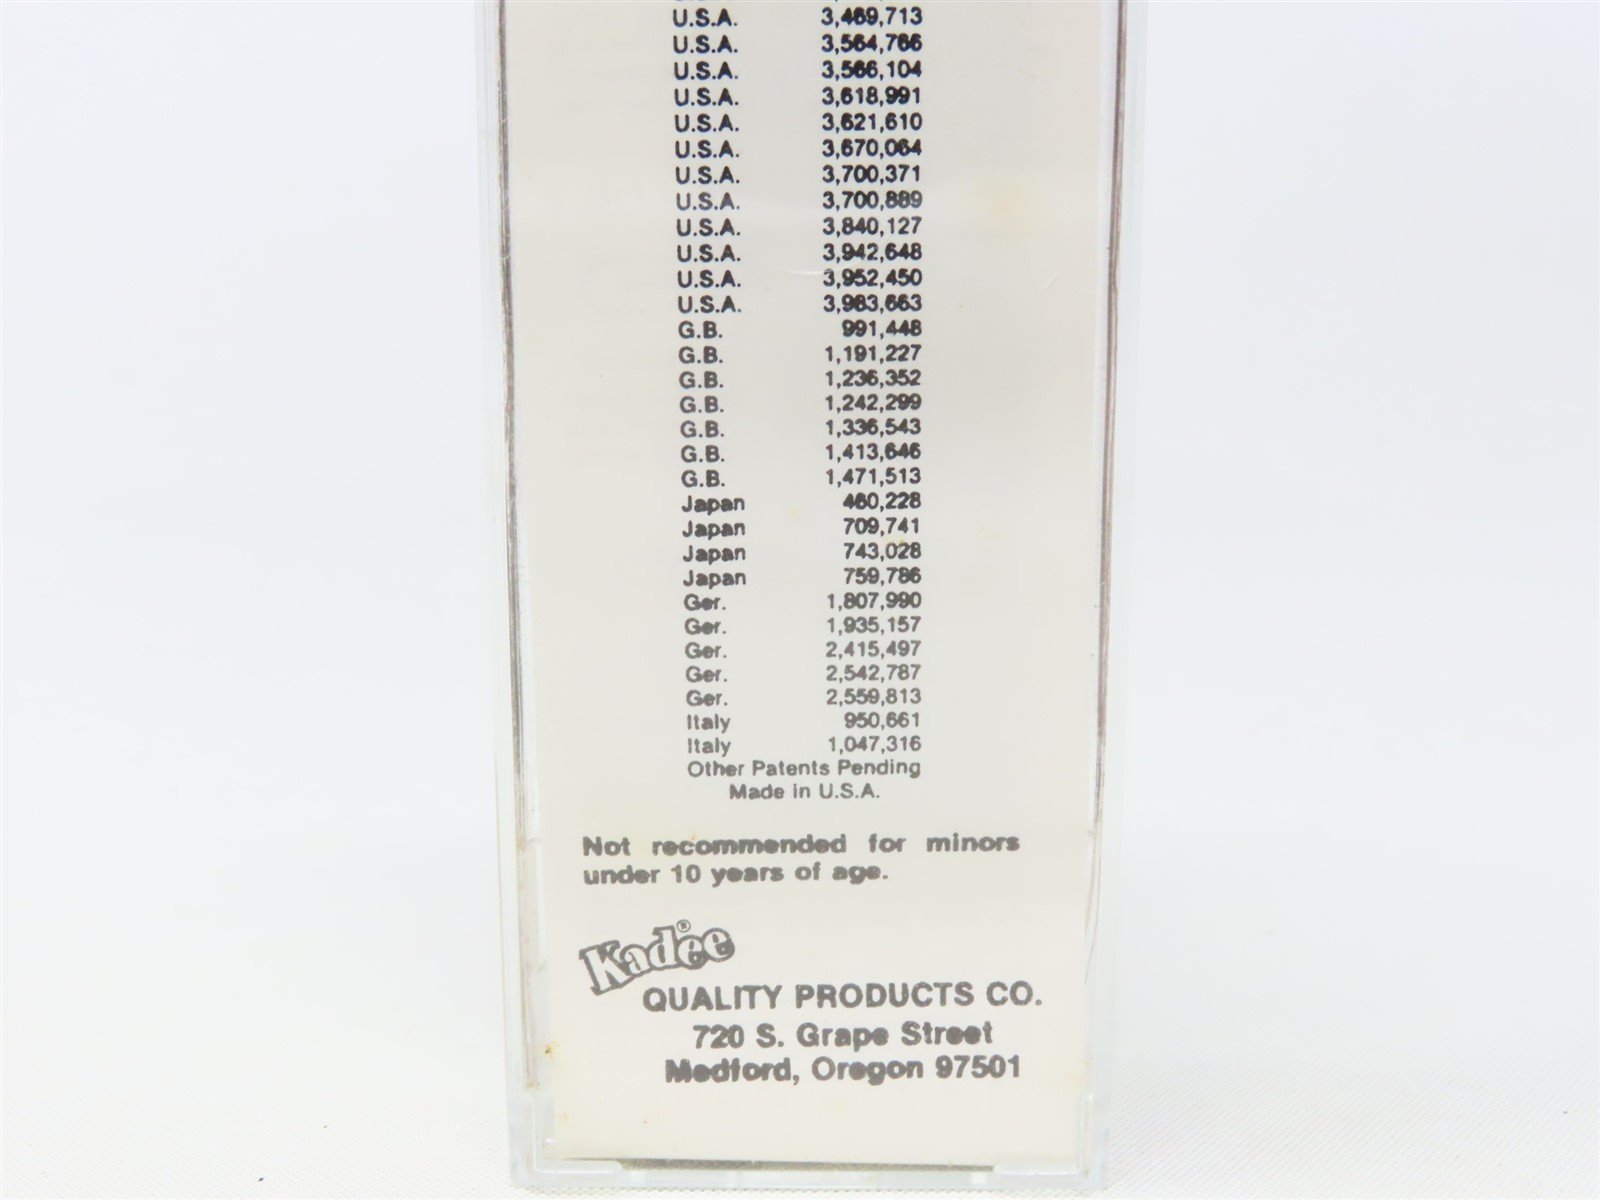 U.S.A. 3,469,713
U.S.A. 3,564,766
U.S.A. 3,566,104
U.S.A. 3,618,991
U.S.A. 3,621,610
U.S.A. 3,670,064
U.S.A. 3,700,371
U.S.A. 3,700,889
U.S.A. 3,840,127
U.S.A. 3,942,648
U.S.A. 3,952,450
U.S.A. 3,983,663
G.B. 991,448
G.B. 1,191,227
G.B. 1,236,352
G.B. 1,242,299
G.B. 1,336,543
G.B. 1,413,646
G.B. 1,471,513
Japan 460,228
Japan 709,741
Japan 743,028
Japan 759,786
Ger. 1,807,990
Ger. 1,935,157
Ger. 2,415,497
Ger. 2,542,787
Ger. 2,559,813
Italy 950,661
Italy 1,047,316
Other Patents Pending
Made in U.S.A.
Not recommended for minors
under 10 years of age.
Kadee®
QUALITY PRODUCTS CO.
720 S. Grape Street
Medford, Oregon 97501